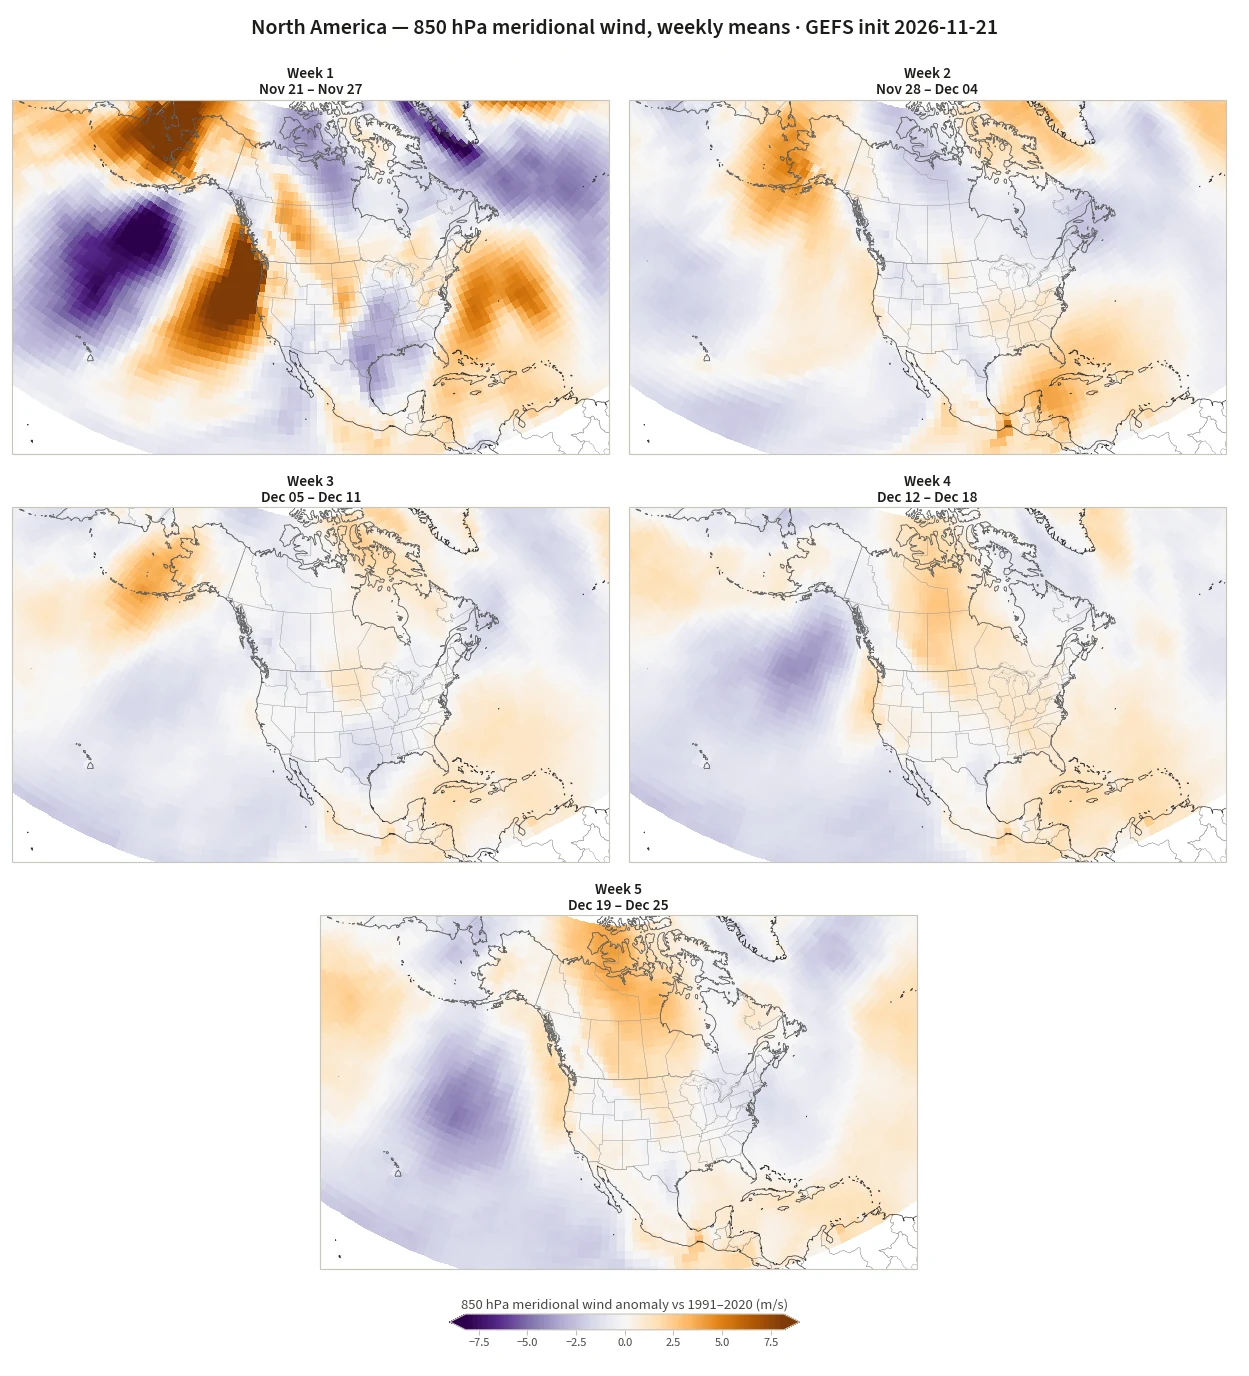 North America — 850 hPa meridional wind, weekly means · GEFS init 2026-11-21
Week 1
Nov 21 – Nov 27
Week 2
Nov 28 – Dec 04
Week 3
Dec 05 – Dec 11
Week 4
Dec 12 – Dec 18
Week 5
Dec 19 – Dec 25
850 hPa meridional wind anomaly vs 1991–2020 (m/s)
−7.5 −5.0 −2.5 0.0 2.5 5.0 7.5